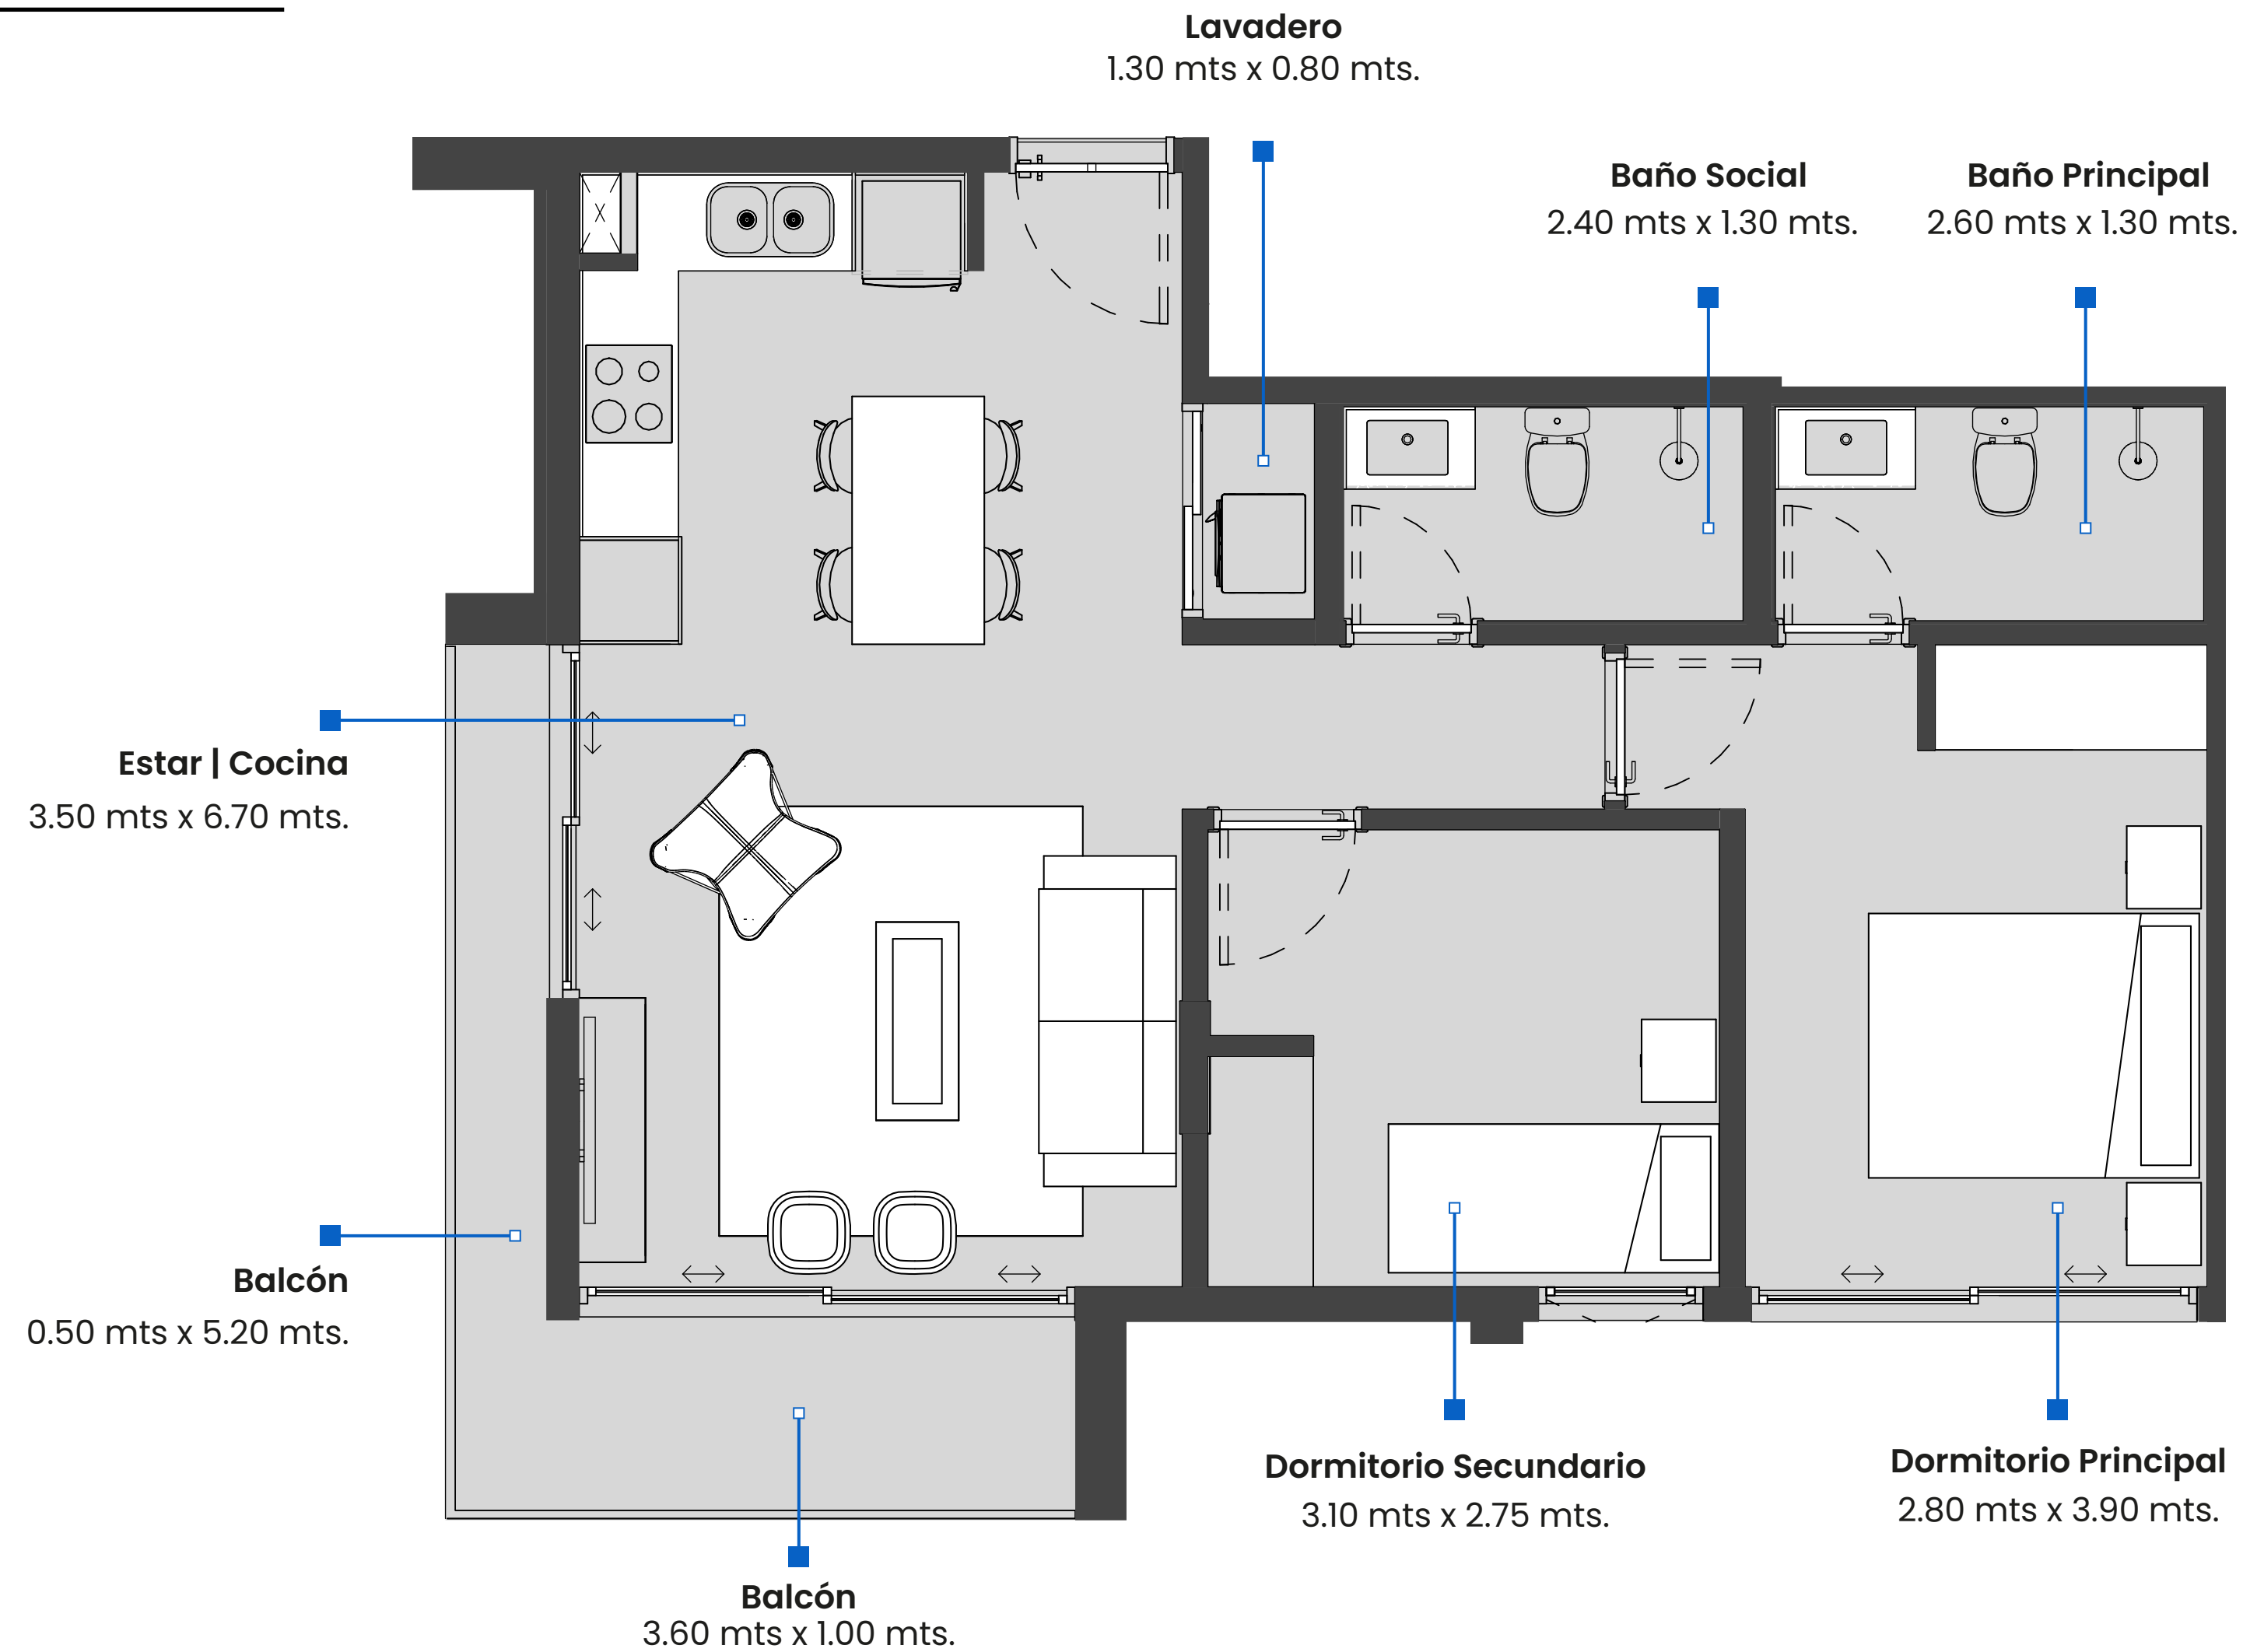 Lavadero
1.30 mts x 0.80 mts.
Baño Social
2.40 mts x 1.30 mts.
Baño Principal
2.60 mts x 1.30 mts.
Estar | Cocina
3.50 mts x 6.70 mts.
Balcón
0.50 mts x 5.20 mts.
Dormitorio Secundario
3.10 mts x 2.75 mts.
Dormitorio Principal
2.80 mts x 3.90 mts.
Balcón
3.60 mts x 1.00 mts.